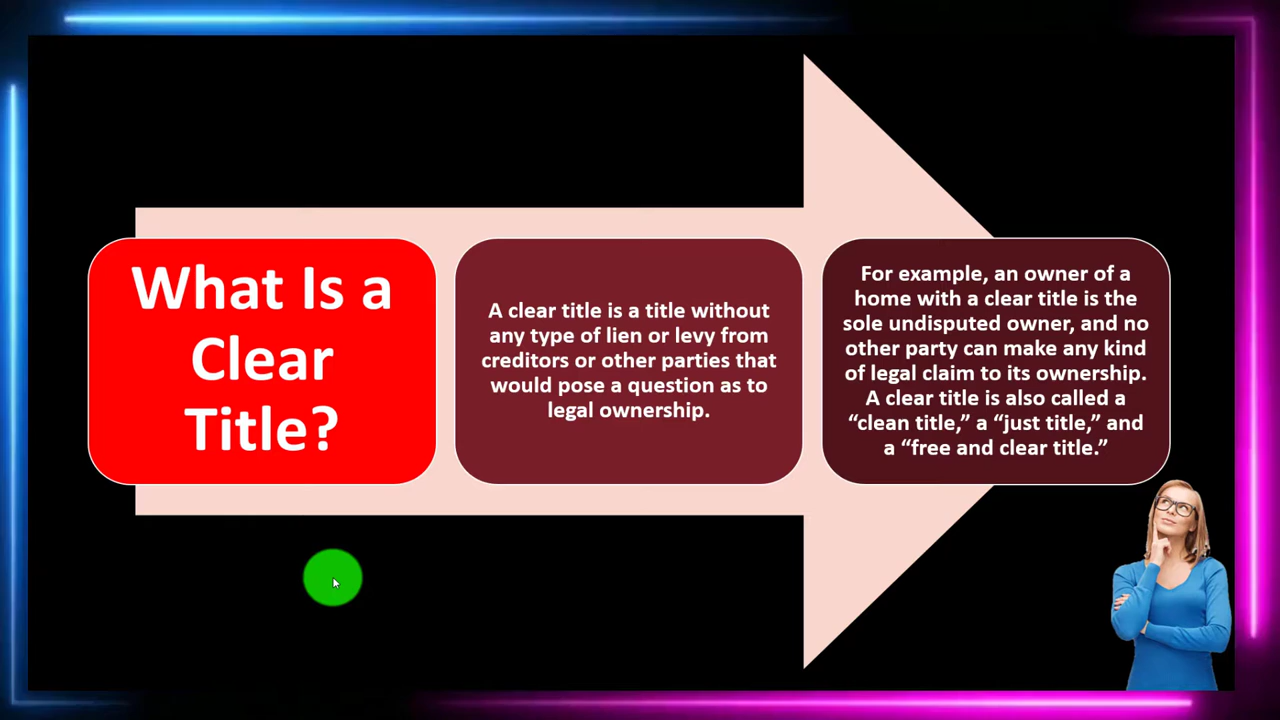 What Is a
Clear
Title?
A clear title is a title without
any type of lien or levy from
creditors or other parties that
would pose a question as to
legal ownership.
For example, an owner of a
home with a clear title is the
sole undisputed owner, and no
other party can make any kind
of legal claim to its ownership.
A clear title is also called a
“clean title,” a “just title,” and
a “free and clear title.”